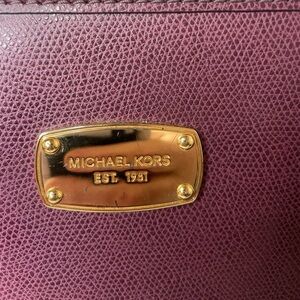 MICHAEL KORS
EST. 1981